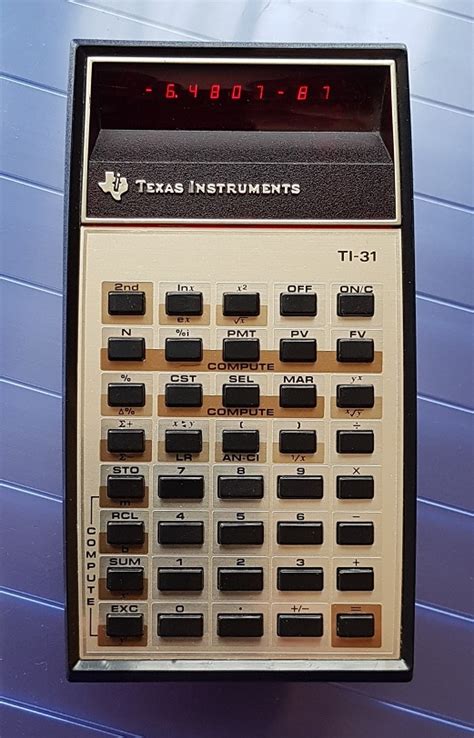 -6.4807-87
TEXAS INSTRUMENTS
TI-31
2nd lnx x² OFF ON/C
ex √x
N %i PMT PV FV
COMPUTE
% CST SEL MAR yx
Δ% COMPUTE x√y
Σ+ x:y ( ) ÷
LR AN-CI 1/x
STO 7 8 9 ×
m
RCL 4 5 6 −
b
SUM 1 2 3 +
EXC 0 . +/− =
COMPUTE